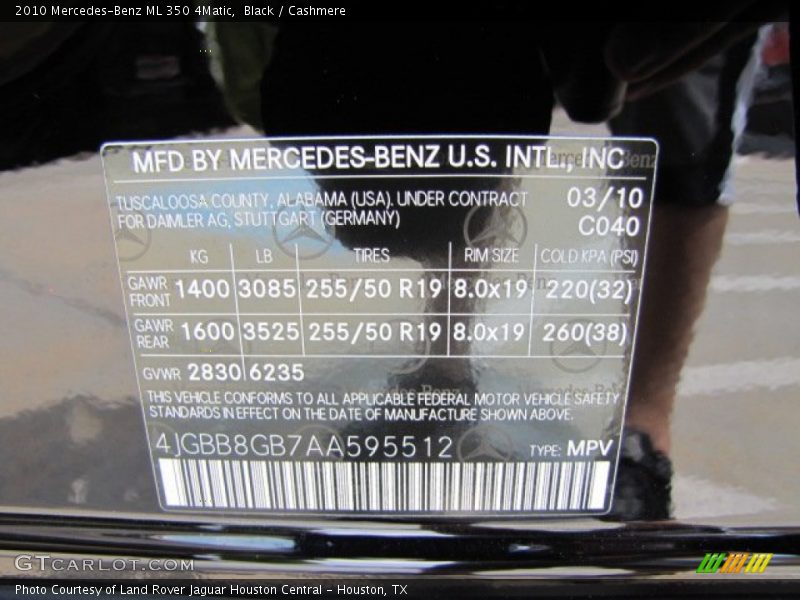 2010 Mercedes-Benz ML 350 4Matic, Black / Cashmere
MFD BY MERCEDES-BENZ U.S. INTL., INC
TUSCALOOSA COUNTY, ALABAMA (USA). UNDER CONTRACT 03/10
FOR DAIMLER AG, STUTTGART (GERMANY) C040
KG LB TIRES RIM SIZE COLD KPA (PSI)
GAWR FRONT 1400 3085 255/50 R19 8.0x19 220(32)
GAWR REAR 1600 3525 255/50 R19 8.0x19 260(38)
GVWR 2830 6235
THIS VEHICLE CONFORMS TO ALL APPLICABLE FEDERAL MOTOR VEHICLE SAFETY
STANDARDS IN EFFECT ON THE DATE OF MANUFACTURE SHOWN ABOVE.
4JGBB8GB7AA595512 TYPE: MPV
GTCARLOT.COM
Photo Courtesy of Land Rover Jaguar Houston Central - Houston, TX